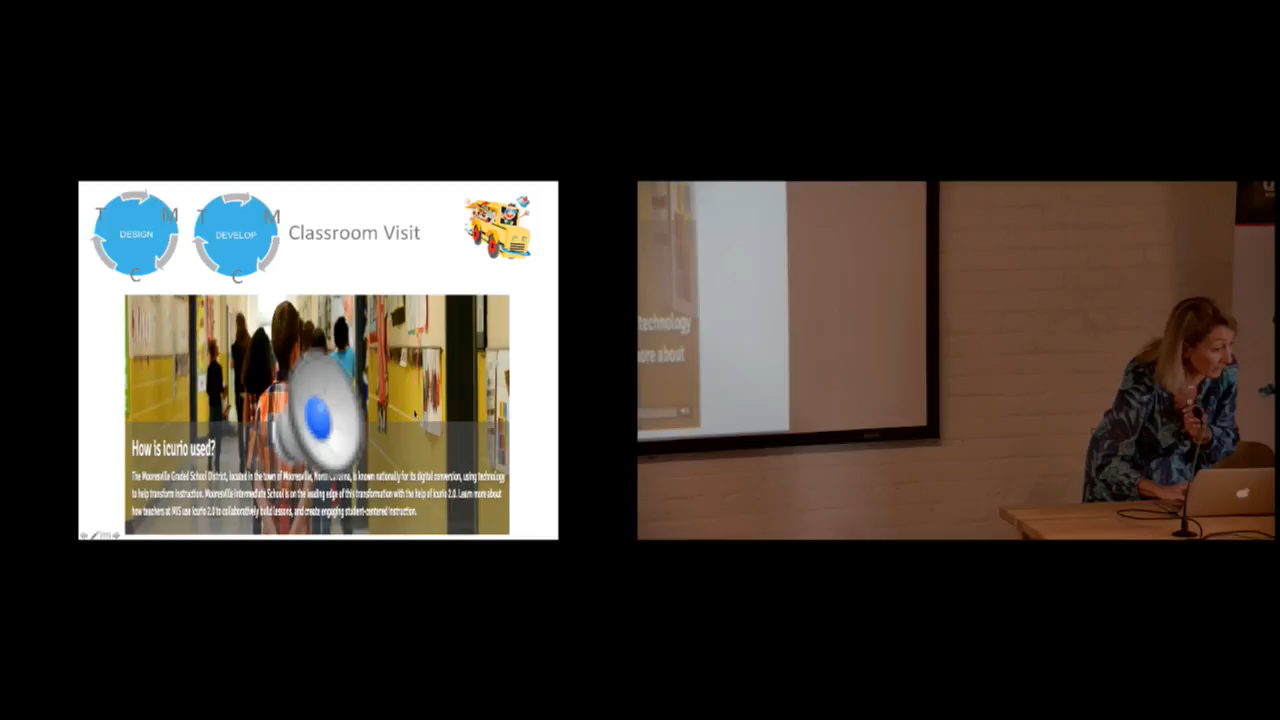 T M
DESIGN
C
T M
DEVELOP
C
Classroom Visit
How is icurio used?
The Mooresville Graded School District, located in the town of Mooresville, North Carolina, is known nationally for its digital conversion, using technology
to help transform instruction. Mooresville Intermediate School is on the leading edge of this transformation with the help of icurio 2.0. Learn more about
how teachers at MIS use icurio 2.0 to collaboratively build lessons, and create engaging student-centered instruction.
technology
ore about